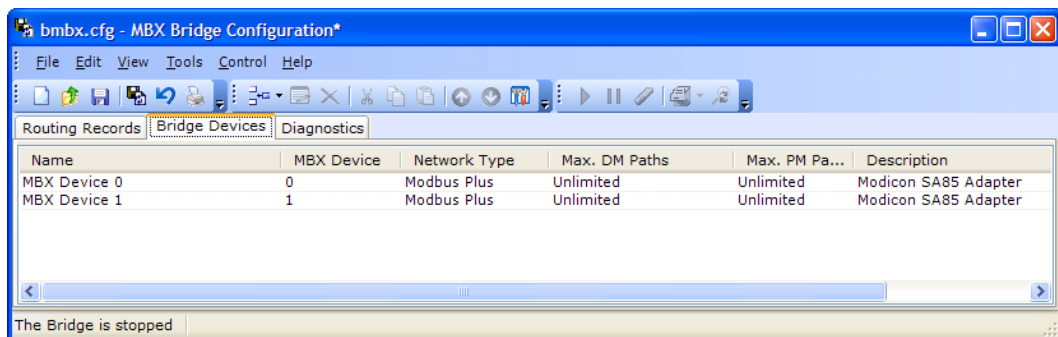 bmbx.cfg - MBX Bridge Configuration*
File Edit View Tools Control Help
Routing Records Bridge Devices Diagnostics
Name MBX Device Network Type Max. DM Paths Max. PM Pa... Description
MBX Device 0 0 Modbus Plus Unlimited Unlimited Modicon SA85 Adapter
MBX Device 1 1 Modbus Plus Unlimited Unlimited Modicon SA85 Adapter
The Bridge is stopped